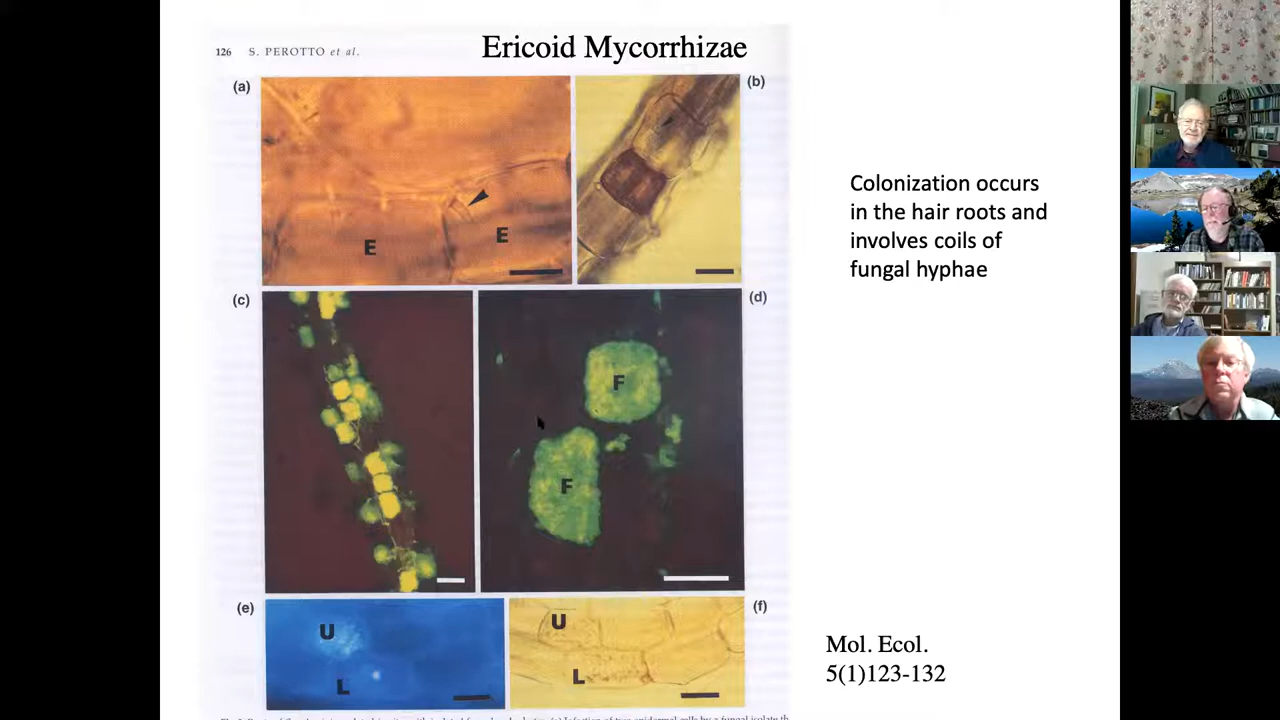 126 S. PEROTTO et al.
Ericoid Mycorrhizae
(a)
(b)
E
E
Colonization occurs
in the hair roots and
involves coils of
fungal hyphae
(c)
(d)
F
F
(e)
(f)
U
L
U
L
Mol. Ecol.
5(1)123-132